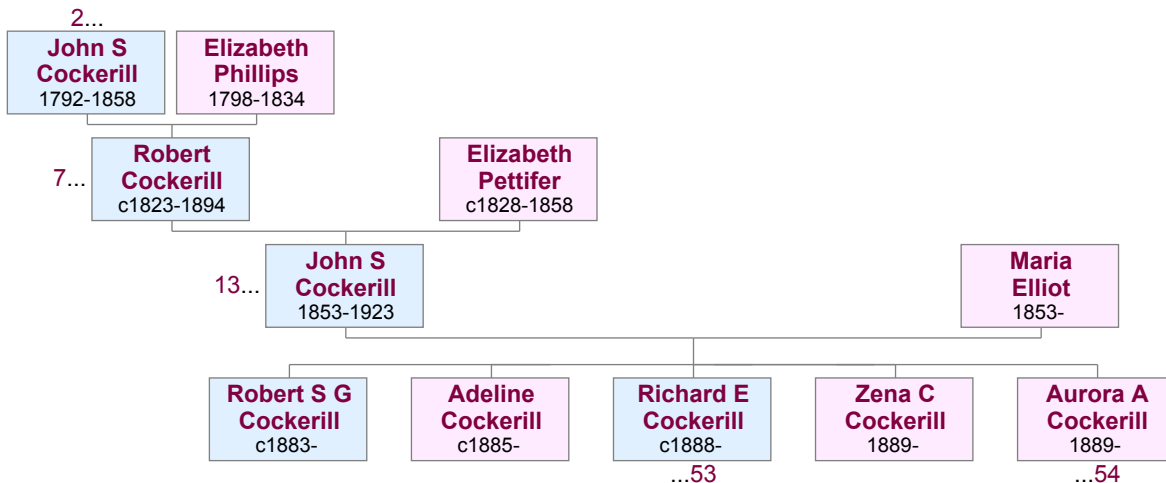 2...
John S
Cockerill
1792-1858
Elizabeth
Phillips
1798-1834
7...
Robert
Cockerill
c1823-1894
Elizabeth
Pettifer
c1828-1858
13...
John S
Cockerill
1853-1923
Maria
Elliot
1853-
Robert S G
Cockerill
c1883-
Adeline
Cockerill
c1885-
Richard E
Cockerill
c1888-
...53
Zena C
Cockerill
1889-
Aurora A
Cockerill
1889-
...54